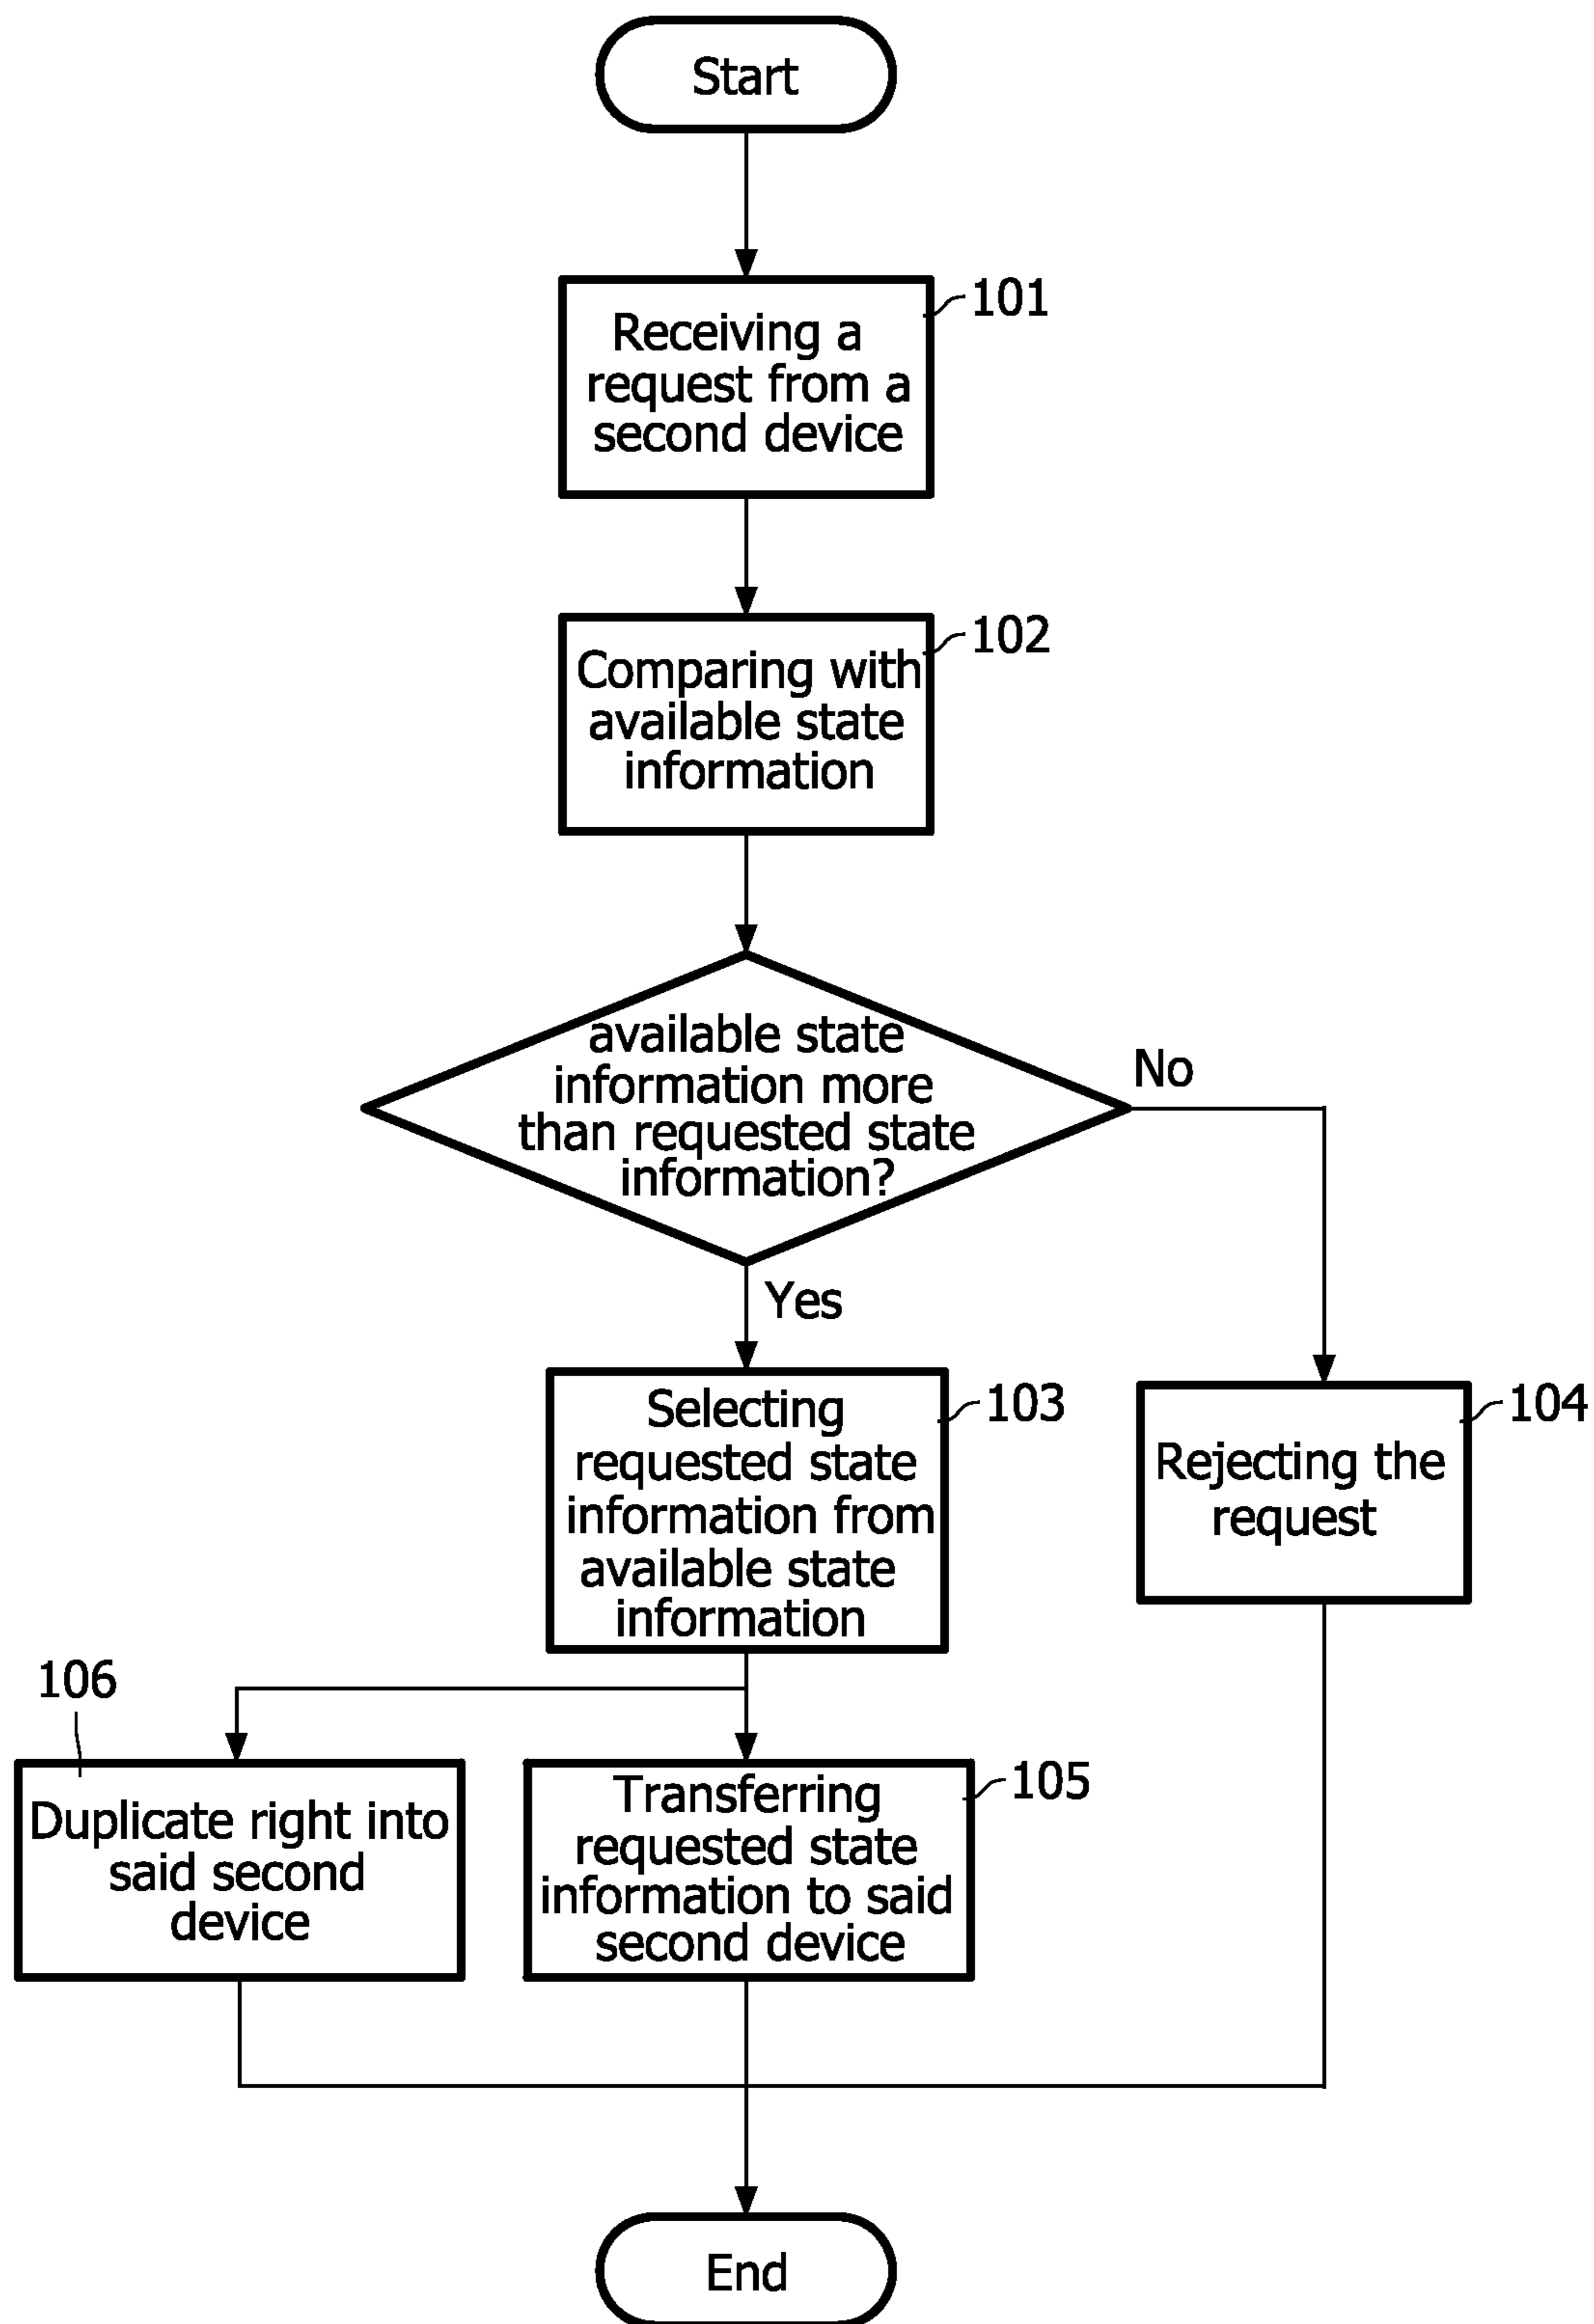 Start
101
Receiving a
request from a
second device
102
Comparing with
available state
information
available state
information more
than requested state
information?
No
Yes
103
Selecting
requested state
information from
available state
information
104
Rejecting the
request
106
Duplicate right into
said second
device
105
Transferring
requested state
information to said
second device
End